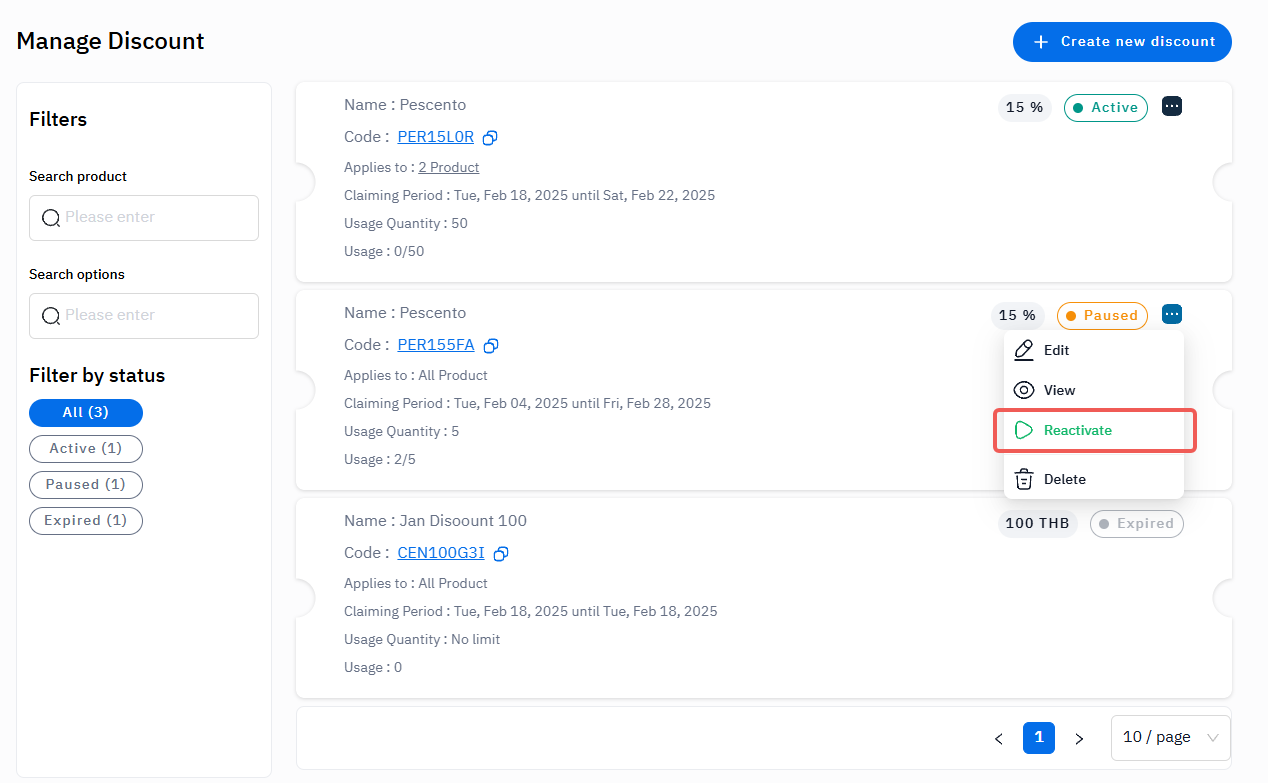 Manage Discount
+ Create new discount
Filters
Search product
Please enter
Search options
Please enter
Filter by status
All (3)
Active (1)
Paused (1)
Expired (1)
Name : Pescento
15 %
Active
Code : PER15L0R
Applies to : 2 Product
Claiming Period : Tue, Feb 18, 2025 until Sat, Feb 22, 2025
Usage Quantity : 50
Usage : 0/50
Name : Pescento
15 %
Paused
Code : PER155FA
Applies to : All Product
Claiming Period : Tue, Feb 04, 2025 until Fri, Feb 28, 2025
Usage Quantity : 5
Usage : 2/5
Edit
View
Reactivate
Delete
Name : Jan Disoount 100
100 THB
Expired
Code : CEN100G3I
Applies to : All Product
Claiming Period : Tue, Feb 18, 2025 until Tue, Feb 18, 2025
Usage Quantity : No limit
Usage : 0
< 1 >
10 / page